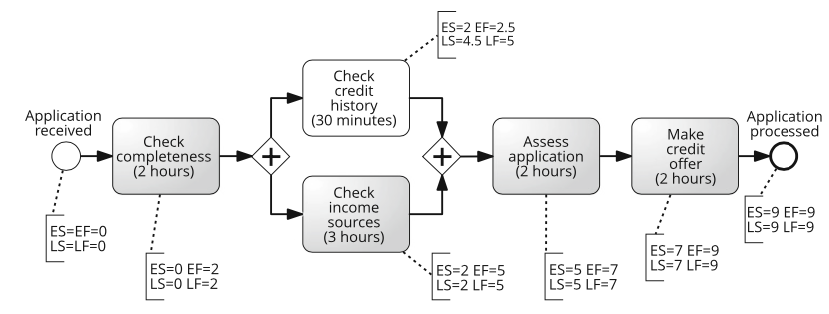 ES=2 EF=2.5
LS=4.5 LF=5
Check
credit
history
(30 minutes)
Application
received
Check
completeness
(2 hours)
Assess
application
(2 hours)
Make
credit
offer
(2 hours)
Application
processed
Check
income
sources
(3 hours)
ES=EF=0
LS=LF=0
ES=0 EF=2
LS=0 LF=2
ES=2 EF=5
LS=2 LF=5
ES=5 EF=7
LS=5 LF=7
ES=7 EF=9
LS=7 LF=9
ES=9 EF=9
LS=9 LF=9